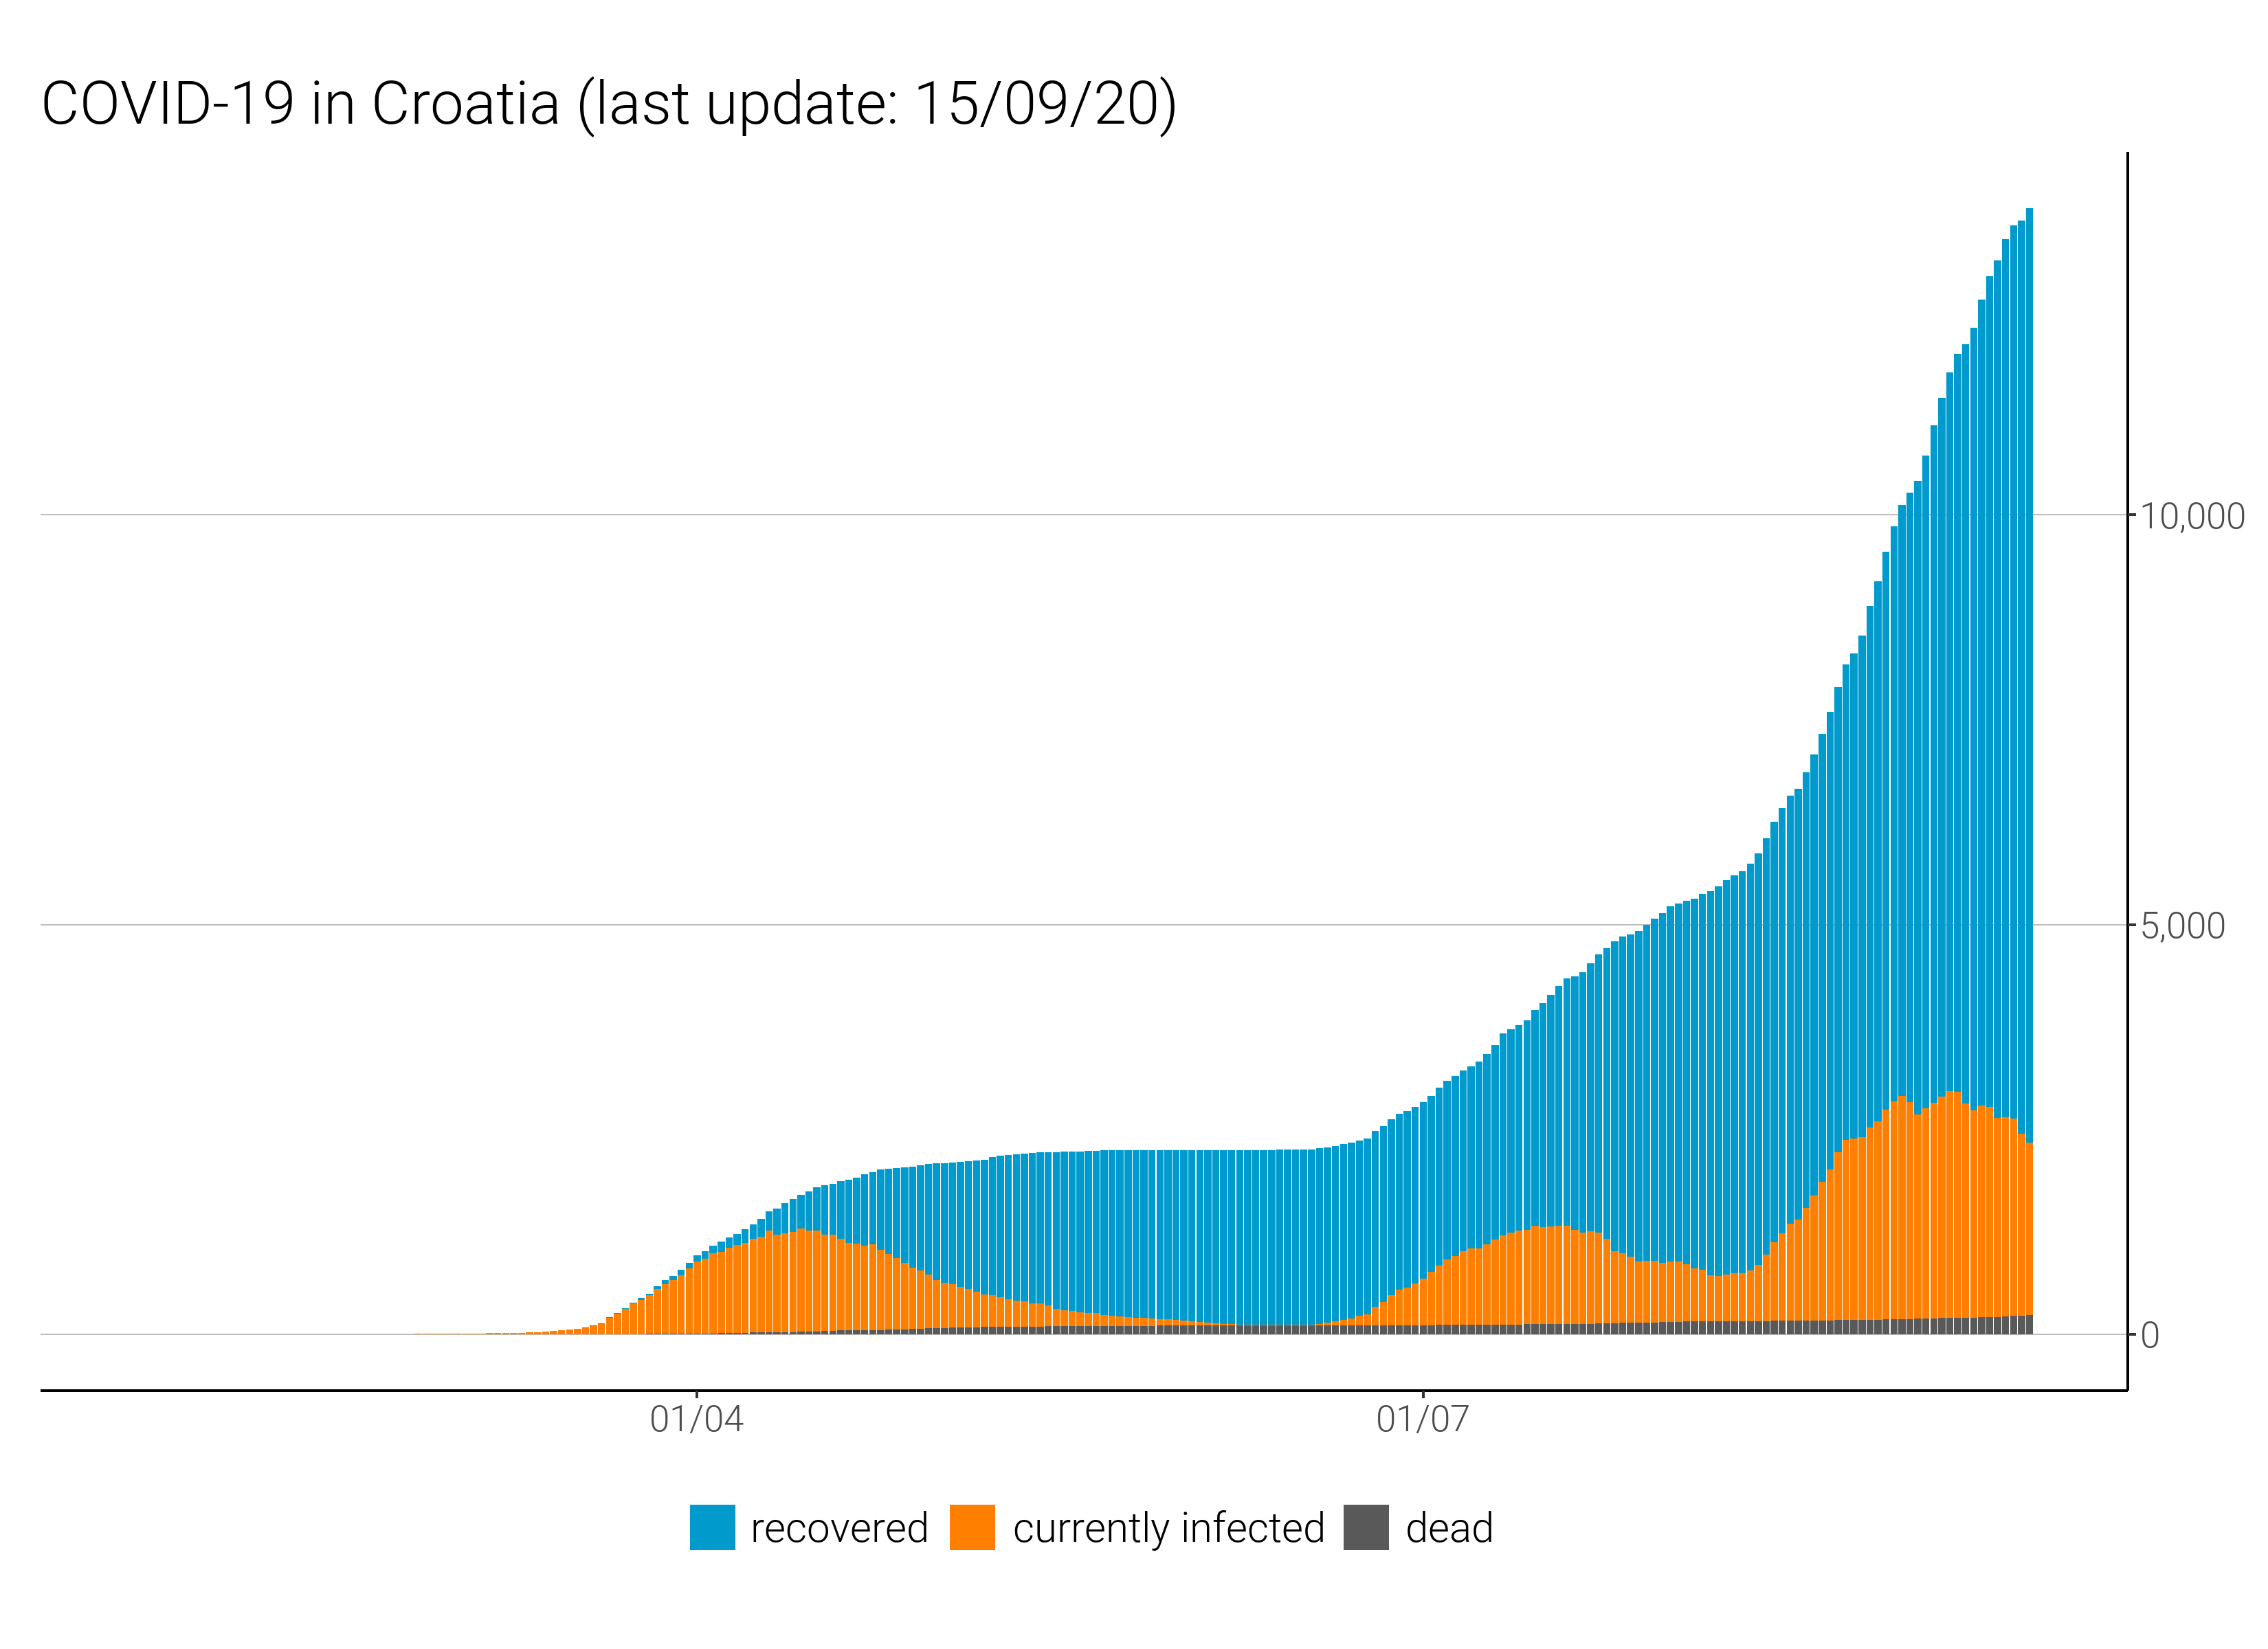 COVID-19 in Croatia (last update: 15/09/20)
10,000
5,000
0
01/04 01/07
recovered currently infected dead